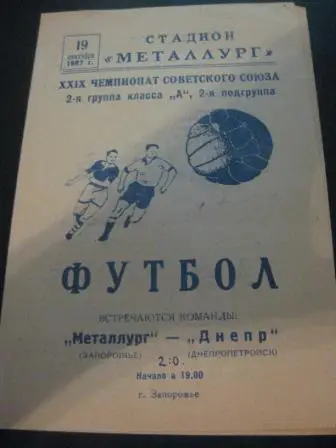 19
сентября
1967 г.
СТАДИОН
«МЕТАЛЛУРГ»
XXIX ЧЕМПИОНАТ СОВЕТСКОГО СОЮЗА
2-я группа класса „А“, 2-я подгруппа
ФУТБОЛ
ВСТРЕЧАЮТСЯ КОМАНДЫ:
„Металлург“ — „Днепр“
(ЗАПОРОЖЬЕ) (ДНЕПРОПЕТРОВСК)
2:0.
Начало в 19.00
г. Запорожье